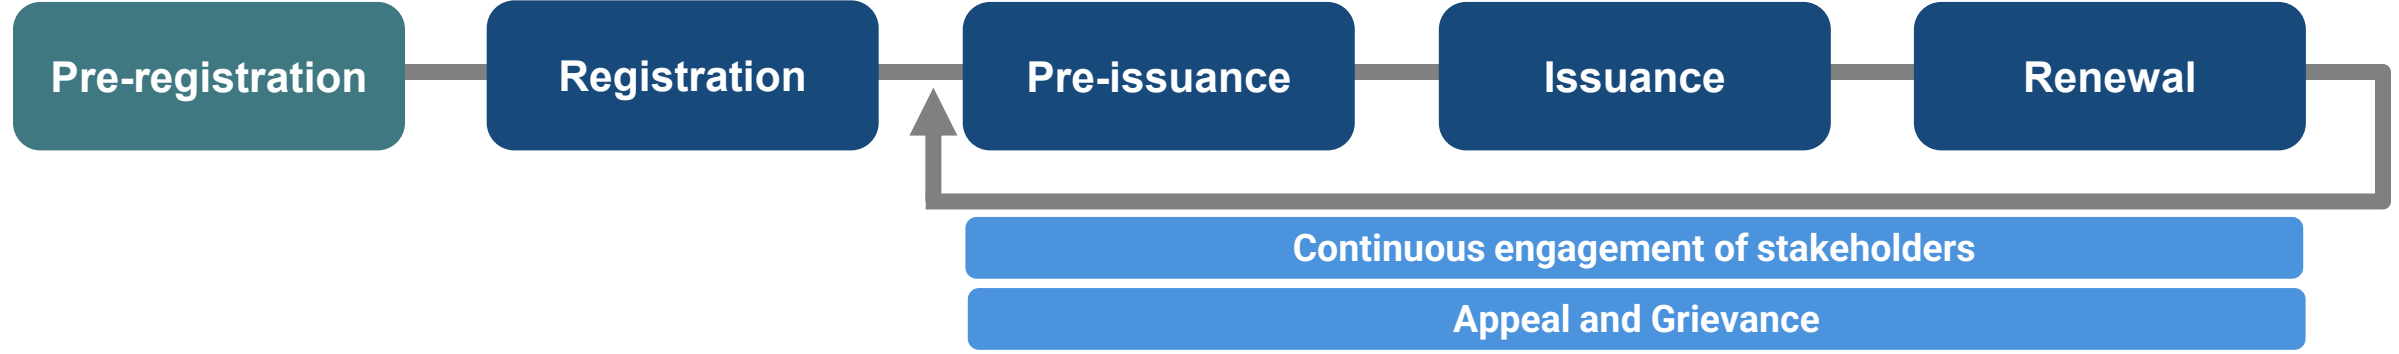 Pre-registration
Registration
Pre-issuance
Issuance
Renewal
Continuous engagement of stakeholders
Appeal and Grievance